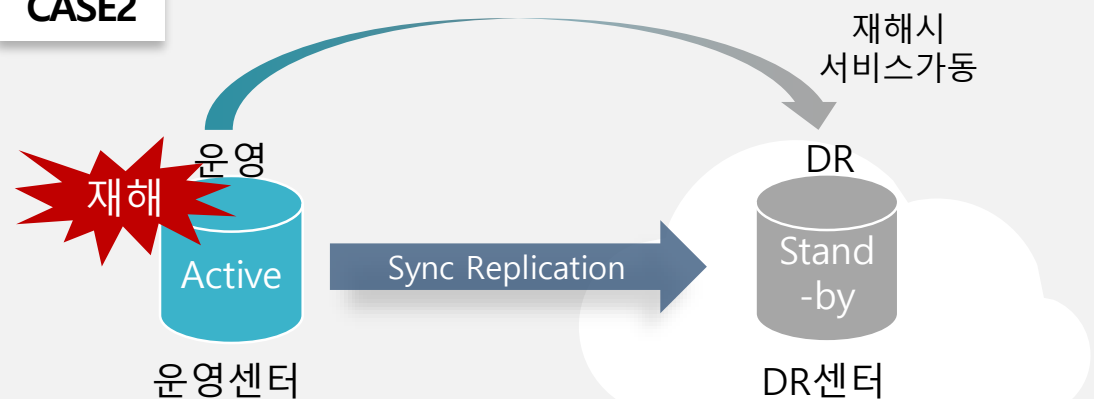 CASE2
재해시
서비스가동
운영
DR
재해
Active
Sync Replication
Stand
-by
운영센터
DR센터